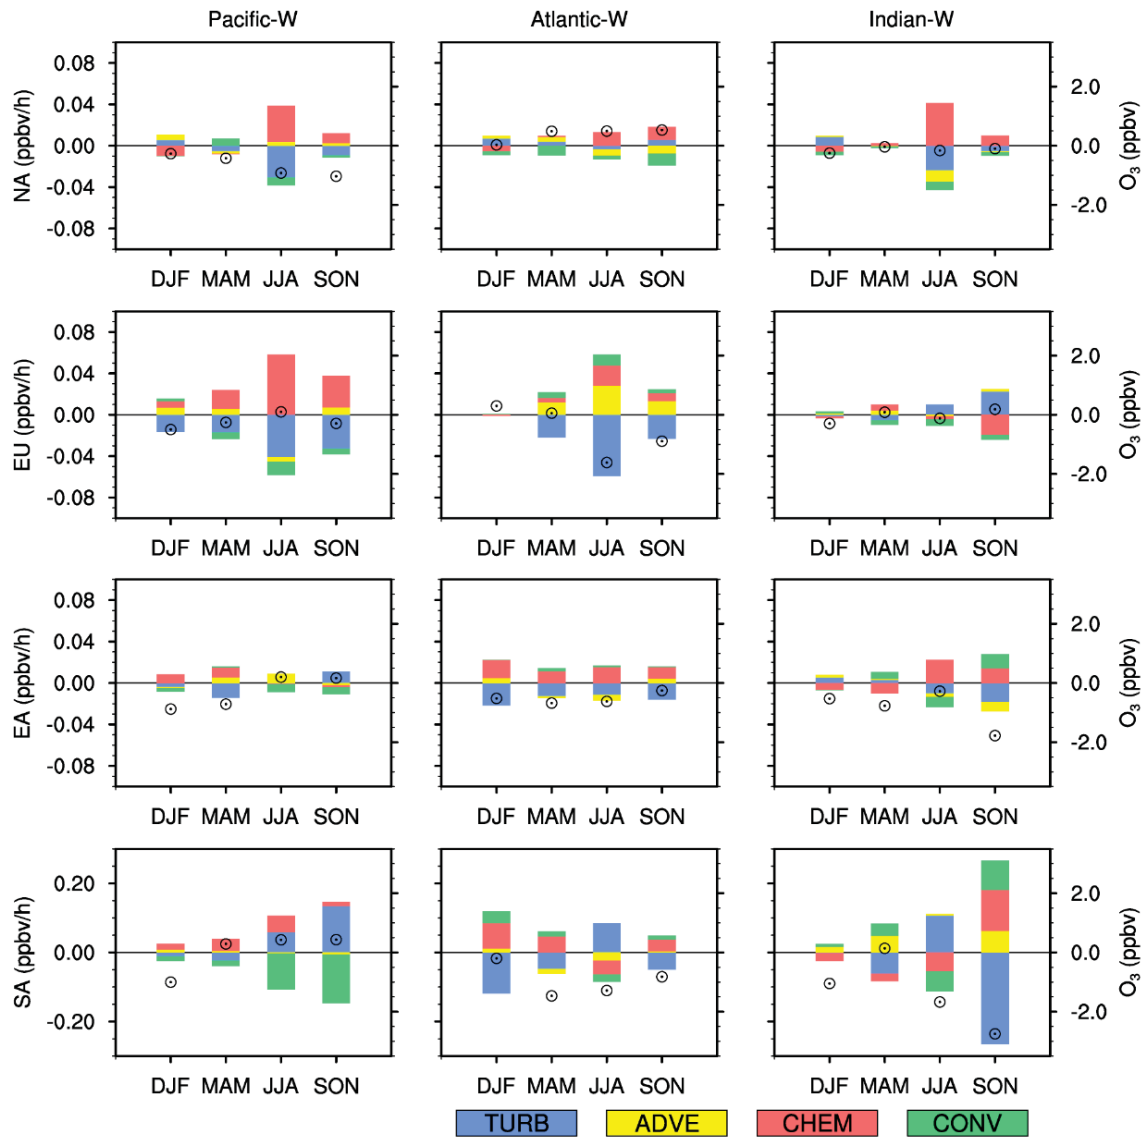 Pacific-W Atlantic-W Indian-W
0.08
0.04 2.0
NA (ppbv/h) 0.00 0.0 O3 (ppbv)
-0.04 -2.0
-0.08
DJF MAM JJA SON DJF MAM JJA SON DJF MAM JJA SON
0.08
0.04 2.0
EU (ppbv/h) 0.00 0.0 O3 (ppbv)
-0.04 -2.0
-0.08
DJF MAM JJA SON DJF MAM JJA SON DJF MAM JJA SON
0.08
0.04 2.0
EA (ppbv/h) 0.00 0.0 O3 (ppbv)
-0.04 -2.0
-0.08
DJF MAM JJA SON DJF MAM JJA SON DJF MAM JJA SON
0.20 2.0
SA (ppbv/h) 0.00 0.0 O3 (ppbv)
-0.20 -2.0
DJF MAM JJA SON DJF MAM JJA SON DJF MAM JJA SON
TURB ADVE CHEM CONV